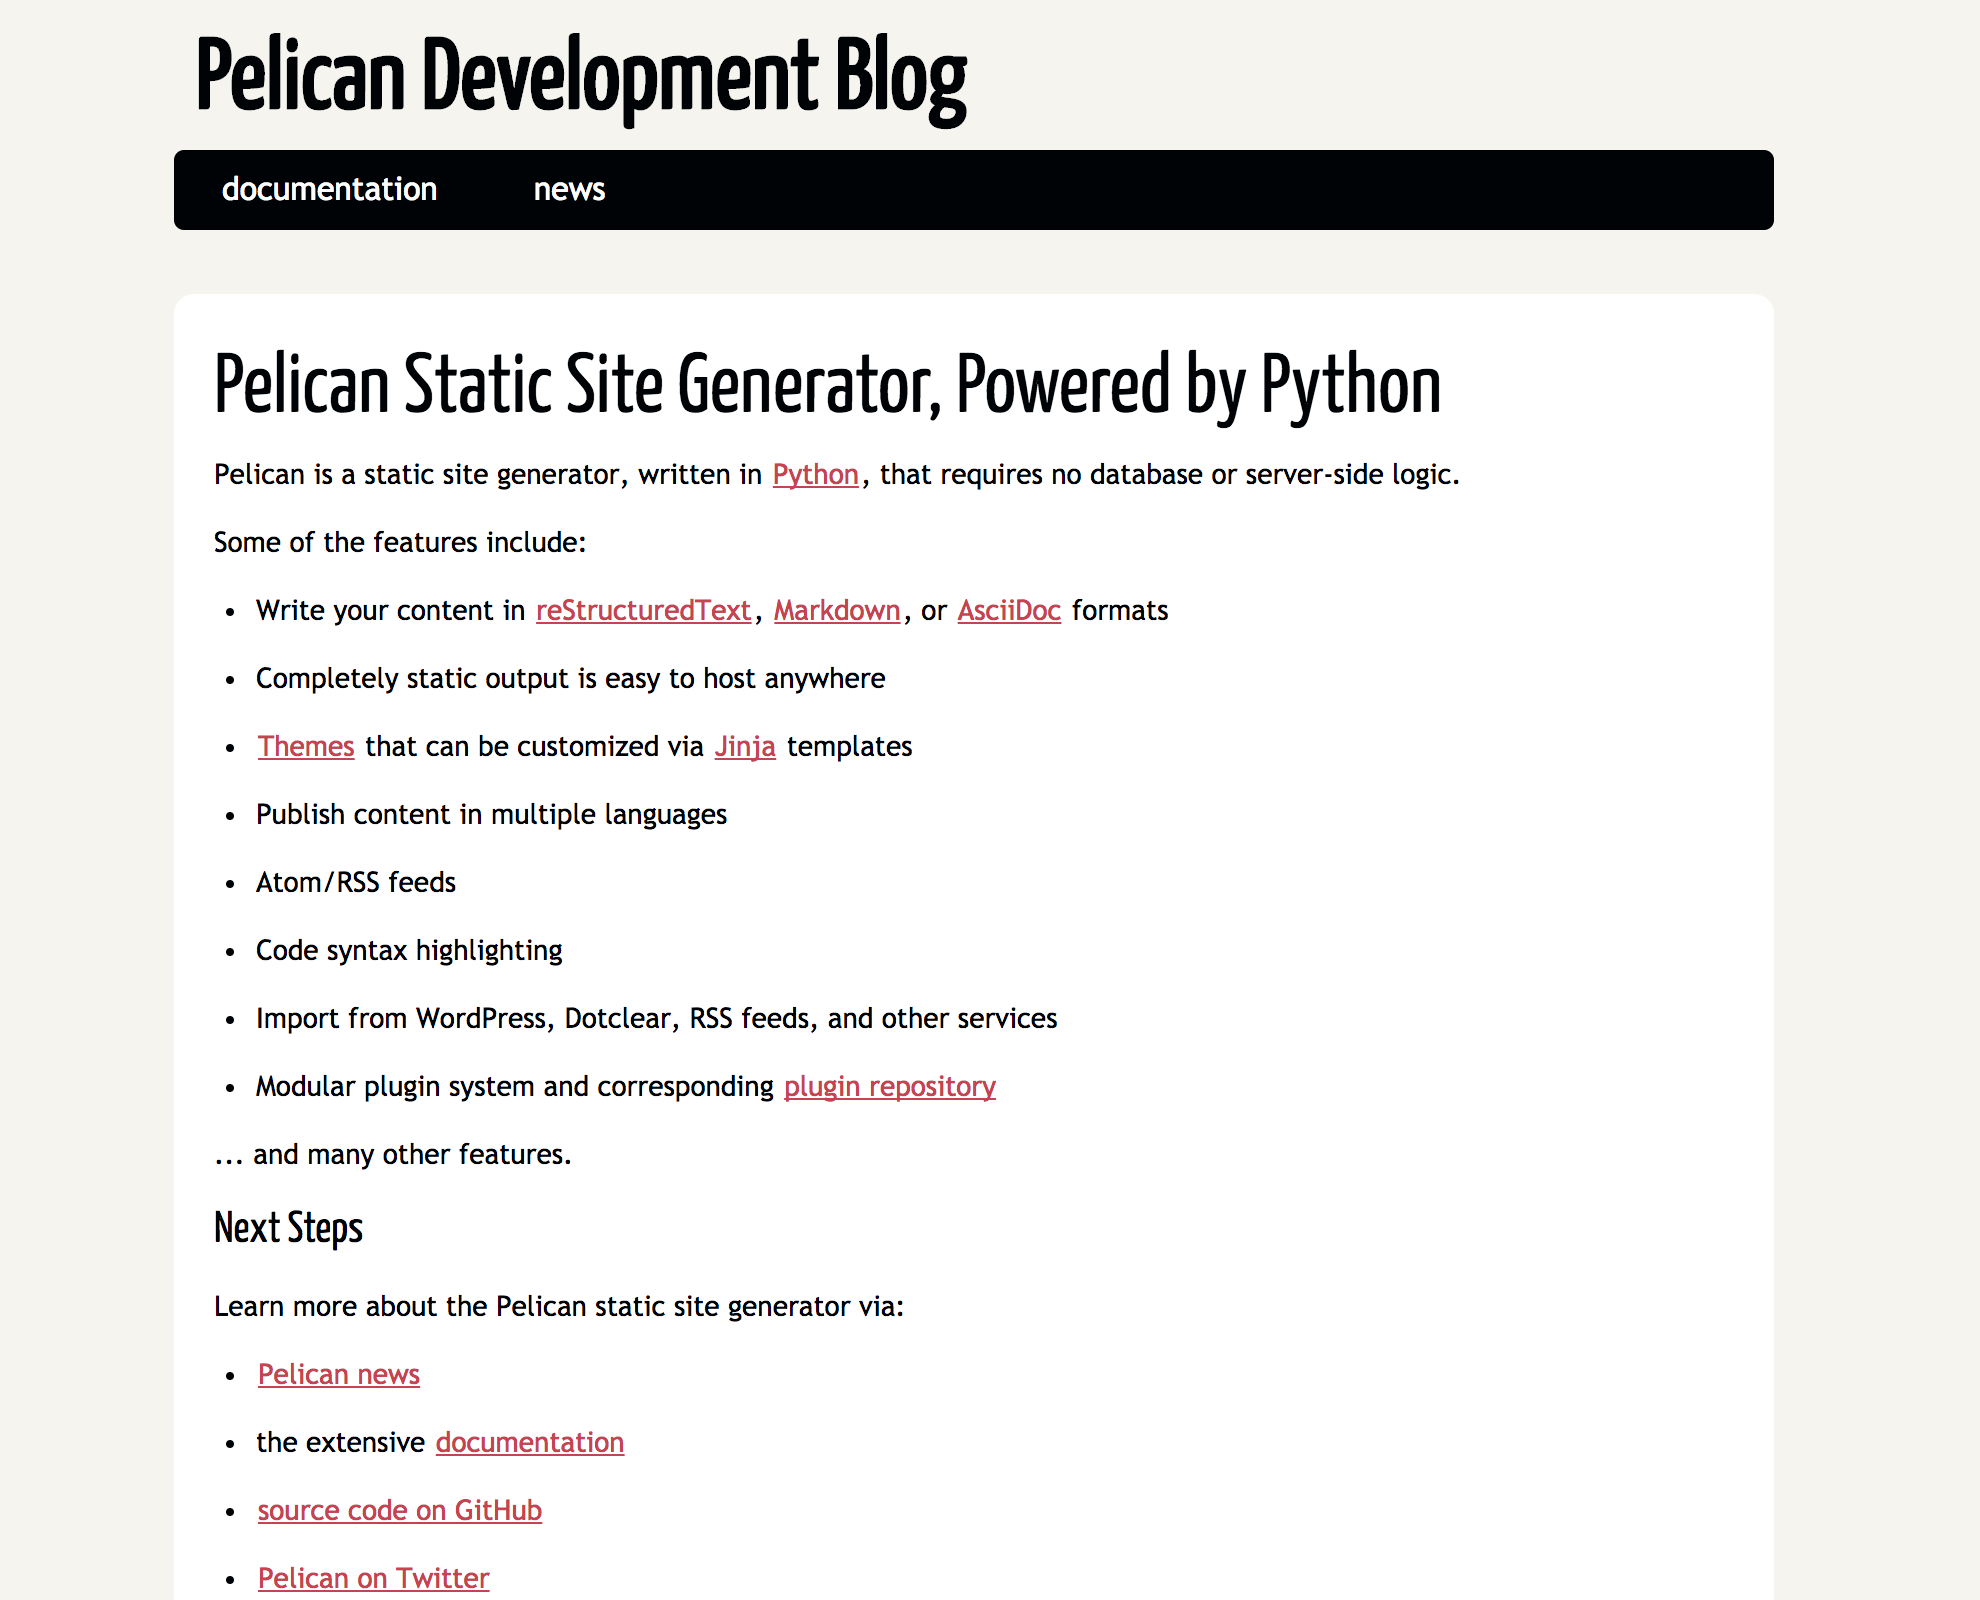 Pelican Development Blog
documentation news
Pelican Static Site Generator, Powered by Python
Pelican is a static site generator, written in Python, that requires no database or server-side logic.
Some of the features include:
• Write your content in reStructuredText, Markdown, or AsciiDoc formats
• Completely static output is easy to host anywhere
• Themes that can be customized via Jinja templates
• Publish content in multiple languages
• Atom/RSS feeds
• Code syntax highlighting
• Import from WordPress, Dotclear, RSS feeds, and other services
• Modular plugin system and corresponding plugin repository
... and many other features.
Next Steps
Learn more about the Pelican static site generator via:
• Pelican news
• the extensive documentation
• source code on GitHub
• Pelican on Twitter